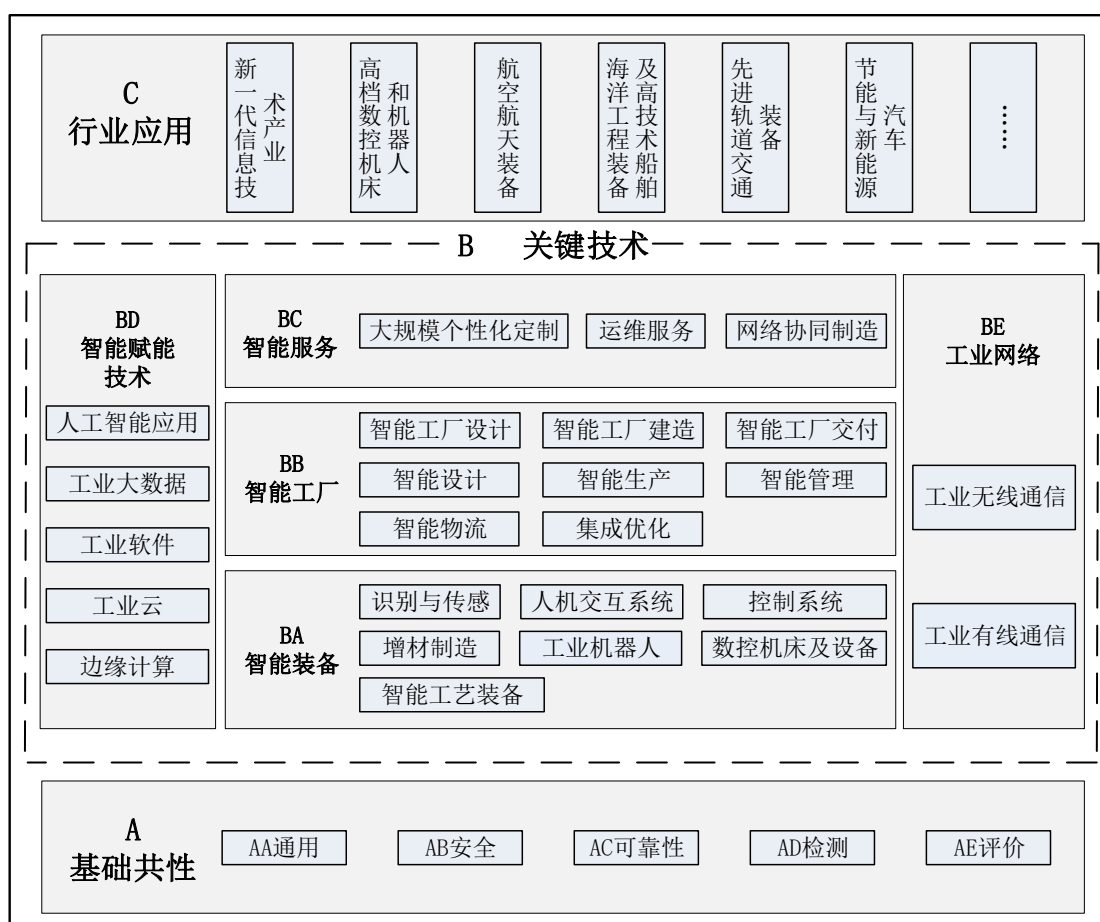 C
行业应用
新一代信息技
术产业
高档数控机床
和机器人
航空航天装备
海洋工程装备
及高技术船舶
先进轨道交通
装备
节能与新能源
汽车
……
B 关键技术
BD
智能赋能
技术
人工智能应用
工业大数据
工业软件
工业云
边缘计算
BC
智能服务
大规模个性化定制
运维服务
网络协同制造
BB
智能工厂
智能工厂设计
智能工厂建造
智能工厂交付
智能设计
智能生产
智能管理
智能物流
集成优化
BA
智能装备
识别与传感
人机交互系统
控制系统
增材制造
工业机器人
数控机床及设备
智能工艺装备
BE
工业网络
工业无线通信
工业有线通信
A
基础共性
AA通用
AB安全
AC可靠性
AD检测
AE评价